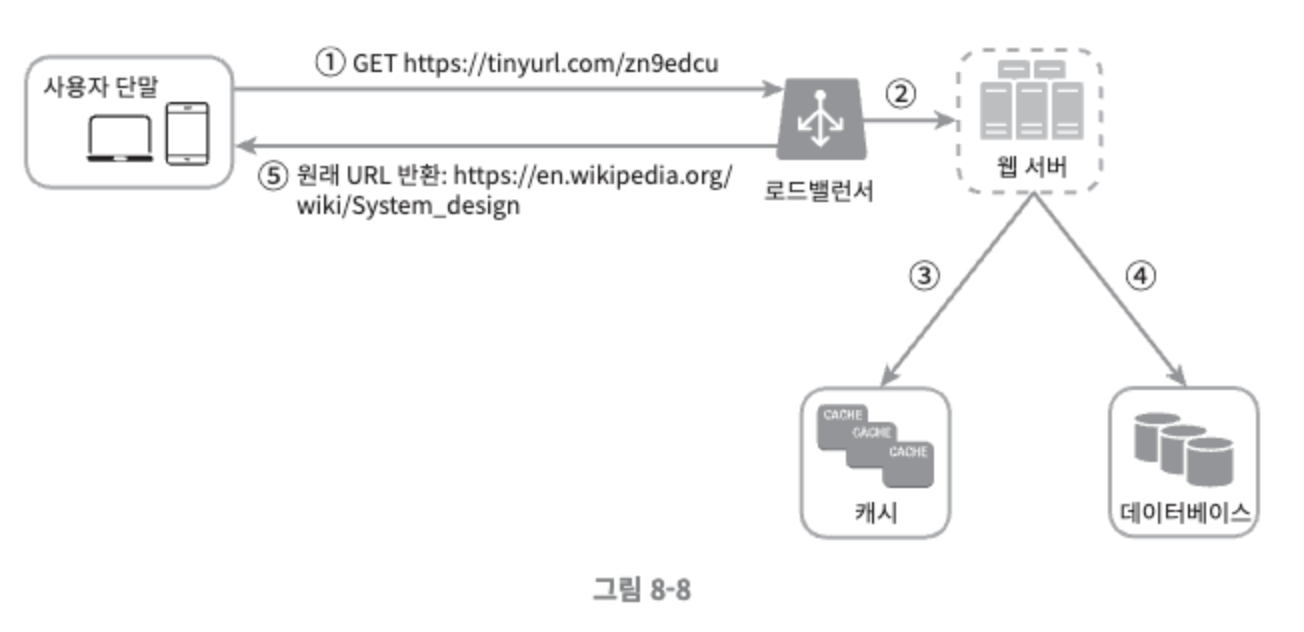 ① GET https://tinyurl.com/zn9edcu
사용자 단말
②
웹 서버
로드밸런서
⑤ 원래 URL 반환: https://en.wikipedia.org/
wiki/System_design
③
④
CACHE
CACHE
CACHE
캐시
데이터베이스
그림 8-8